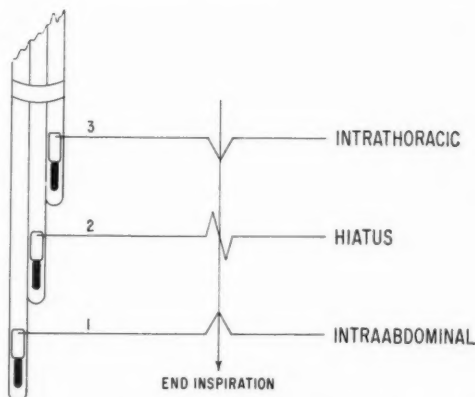 3
INTRATHORACIC
2
HIATUS
1
INTRAABDOMINAL
END INSPIRATION